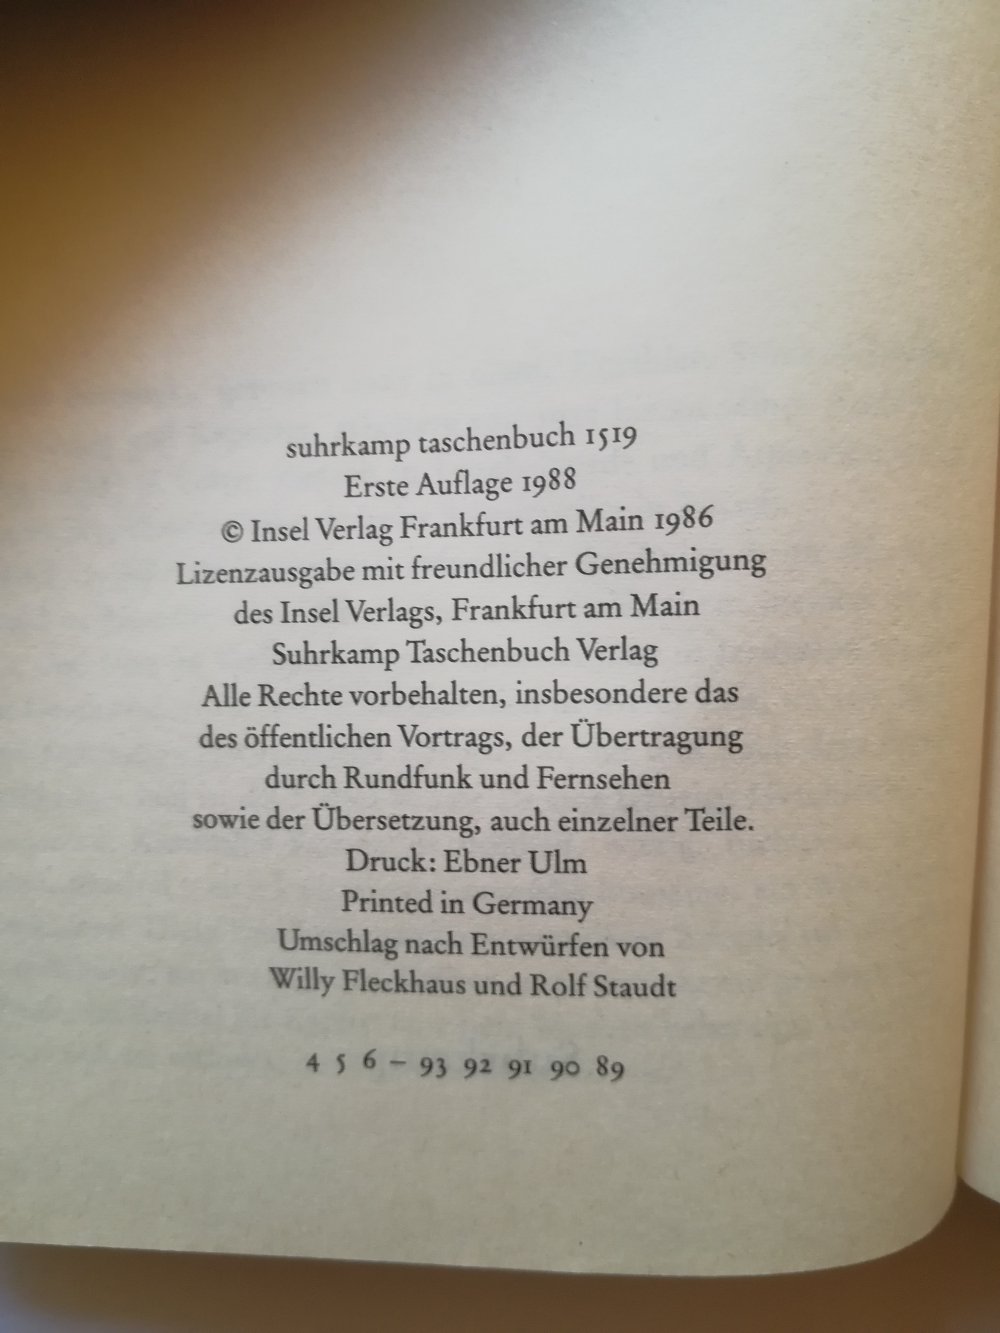 suhrkamp taschenbuch 1519
Erste Auflage 1988
© Insel Verlag Frankfurt am Main 1986
Lizenzausgabe mit freundlicher Genehmigung
des Insel Verlags, Frankfurt am Main
Suhrkamp Taschenbuch Verlag
Alle Rechte vorbehalten, insbesondere das
des öffentlichen Vortrags, der Übertragung
durch Rundfunk und Fernsehen
sowie der Übersetzung, auch einzelner Teile.
Druck: Ebner Ulm
Printed in Germany
Umschlag nach Entwürfen von
Willy Fleckhaus und Rolf Staudt
4 5 6 – 93 92 91 90 89